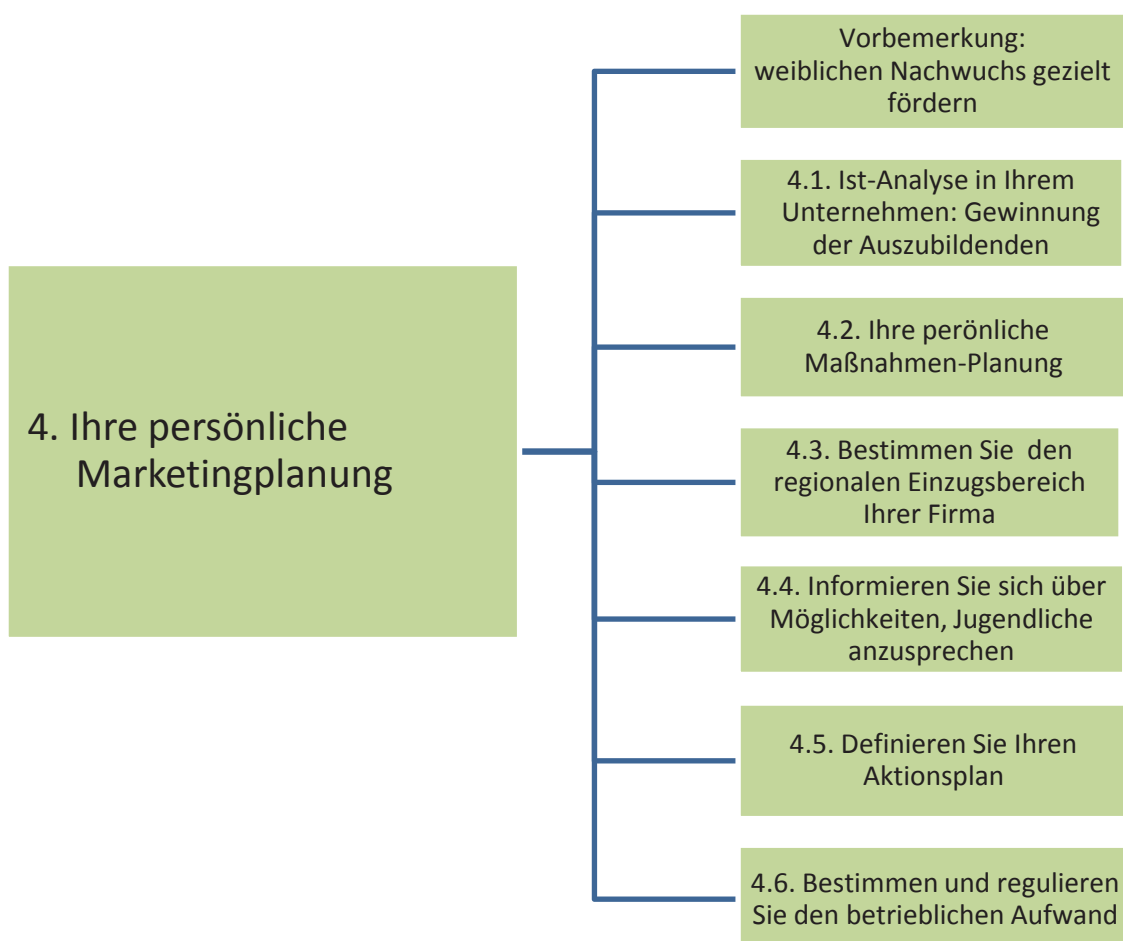 4. Ihre persönliche
Marketingplanung
Vorbemerkung:
weiblichen Nachwuchs gezielt
fördern
4.1. Ist-Analyse in Ihrem
Unternehmen: Gewinnung
der Auszubildenden
4.2. Ihre perönliche
Maßnahmen-Planung
4.3. Bestimmen Sie den
regionalen Einzugsbereich
Ihrer Firma
4.4. Informieren Sie sich über
Möglichkeiten, Jugendliche
anzusprechen
4.5. Definieren Sie Ihren
Aktionsplan
4.6. Bestimmen und regulieren
Sie den betrieblichen Aufwand